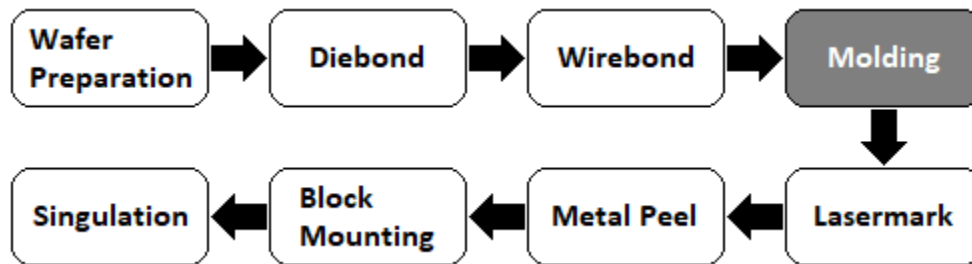 Wafer
Preparation
Diebond
Wirebond
Molding
Lasermark
Metal Peel
Block
Mounting
Singulation